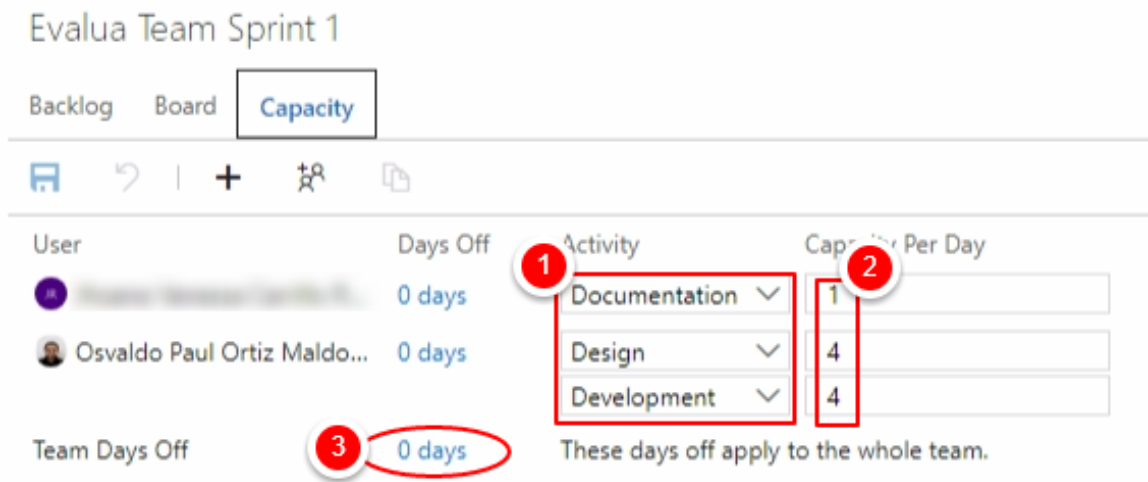 Evalua Team Sprint 1
Backlog Board Capacity
User Days Off Activity Capacity Per Day
1 2
0 days Documentation 1
Osvaldo Paul Ortiz Maldo... 0 days Design 4
Development 4
Team Days Off 3 0 days These days off apply to the whole team.